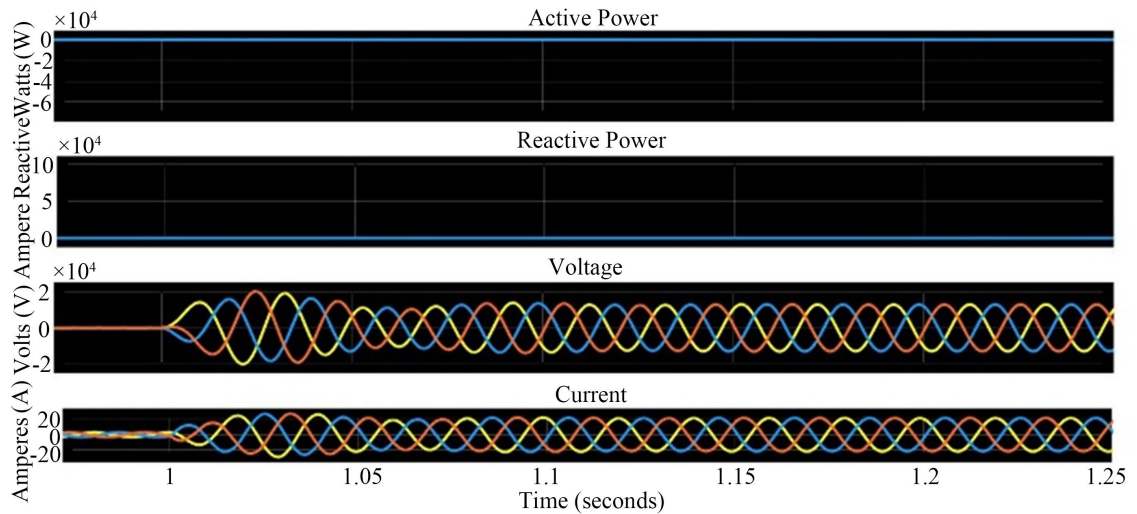 Active Power
×10⁴
0
-2
-4
-6
Watts (W)
Reactive Power
×10⁴
10
5
0
Ampere Reactive
Voltage
×10⁴
2
0
-2
Volts (V)
Current
20
0
-20
Amperes (A)
1 1.05 1.1 1.15 1.2 1.25
Time (seconds)